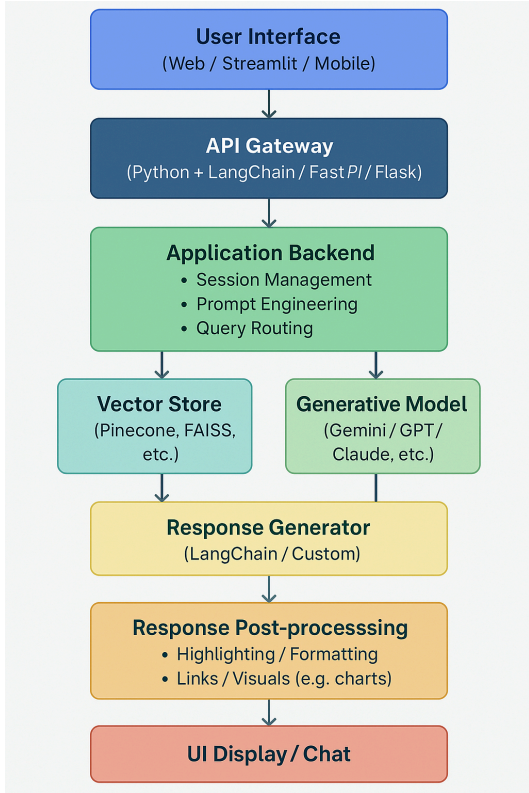 User Interface
(Web / Streamlit / Mobile)
API Gateway
(Python + LangChain / FastPI / Flask)
Application Backend
• Session Management
• Prompt Engineering
• Query Routing
Vector Store
(Pinecone, FAISS,
etc.)
Generative Model
(Gemini / GPT /
Claude, etc.)
Response Generator
(LangChain / Custom)
Response Post-processsing
• Highlighting / Formatting
• Links / Visuals (e.g. charts)
UI Display / Chat